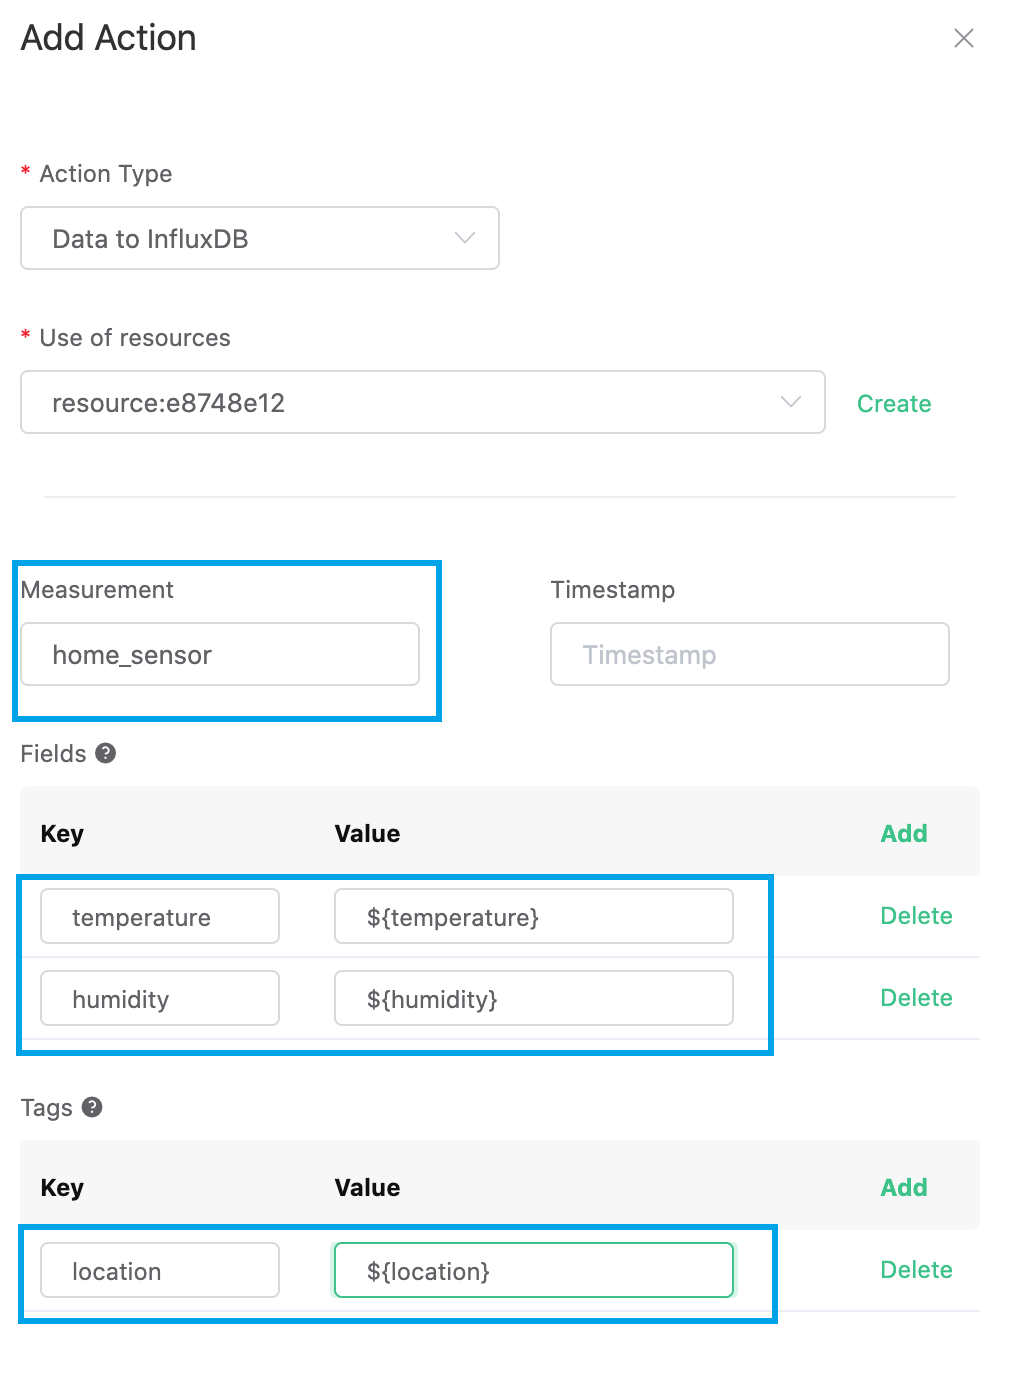 Add Action
* Action Type
Data to InfluxDB
* Use of resources
resource:e8748e12 Create
Measurement Timestamp
home_sensor Timestamp
Fields ?
Key Value Add
temperature ${temperature} Delete
humidity ${humidity} Delete
Tags ?
Key Value Add
location ${location} Delete